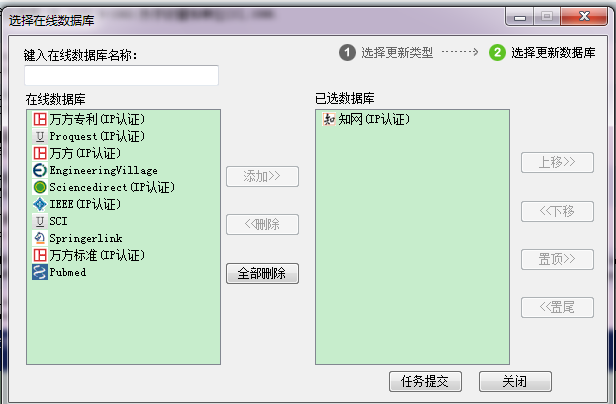 选择在线数据库
键入在线数据库名称:
1 选择更新类型
2 选择更新数据库
在线数据库
万方专利(IP认证)
Proquest(IP认证)
万方(IP认证)
EngineeringVillage
Sciencedirect(IP认证)
IEEE(IP认证)
SCI
Springerlink
万方标准(IP认证)
Pubmed
添加>>
<<删除
全部删除
已选数据库
知网(IP认证)
上移>>
<<下移
置顶>>
<<置尾
任务提交
关闭